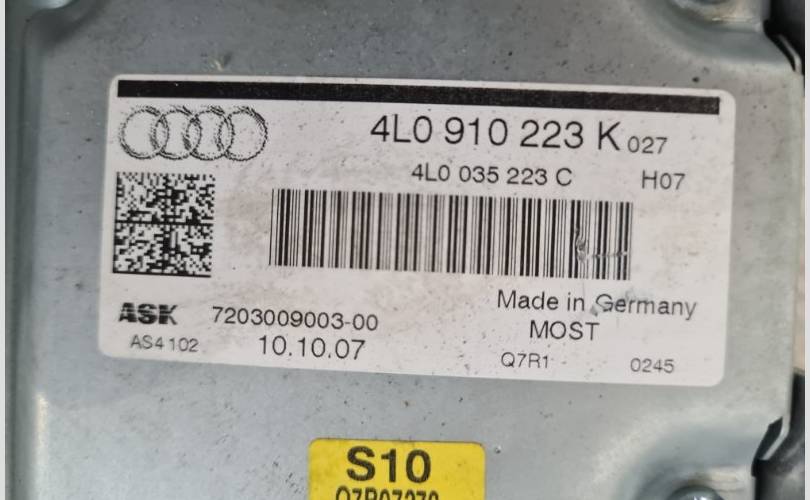 4L0 910 223 K 027
4L0 035 223 C H07
ASK 7203009003-00
Made in Germany
MOST
AS4 102 10.10.07
Q7R1 0245
S10